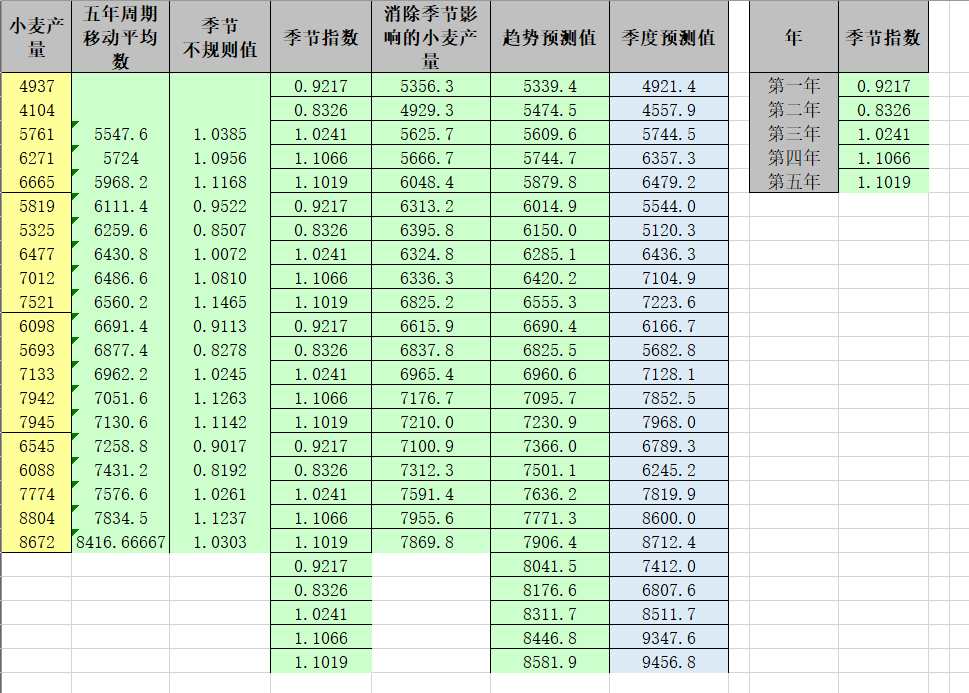 小麦产量 五年周期移动平均数 季节不规则值 季节指数 消除季节影响的小麦产量 趋势预测值 季度预测值 年 季节指数
4937 0.9217 5356.3 5339.4 4921.4 第一年 0.9217
4104 0.8326 4929.3 5474.5 4557.9 第二年 0.8326
5761 5547.6 1.0385 1.0241 5625.7 5609.6 5744.5 第三年 1.0241
6271 5724 1.0956 1.1066 5666.7 5744.7 6357.3 第四年 1.1066
6665 5968.2 1.1168 1.1019 6048.4 5879.8 6479.2 第五年 1.1019
5819 6111.4 0.9522 0.9217 6313.2 6014.9 5544.0
5325 6259.6 0.8507 0.8326 6395.8 6150.0 5120.3
6477 6430.8 1.0072 1.0241 6324.8 6285.1 6436.3
7012 6486.6 1.0810 1.1066 6336.3 6420.2 7104.9
7521 6560.2 1.1465 1.1019 6825.2 6555.3 7223.6
6098 6691.4 0.9113 0.9217 6615.9 6690.4 6166.7
5693 6877.4 0.8278 0.8326 6837.8 6825.5 5682.8
7133 6962.2 1.0245 1.0241 6965.4 6960.6 7128.1
7942 7051.6 1.1263 1.1066 7176.7 7095.7 7852.5
7945 7130.6 1.1142 1.1019 7210.0 7230.9 7968.0
6545 7258.8 0.9017 0.9217 7100.9 7366.0 6789.3
6088 7431.2 0.8192 0.8326 7312.3 7501.1 6245.2
7774 7576.6 1.0261 1.0241 7591.4 7636.2 7819.9
8804 7834.5 1.1237 1.1066 7955.6 7771.3 8600.0
8672 8416.66667 1.0303 1.1019 7869.8 7906.4 8712.4
0.9217 8041.5 7412.0
0.8326 8176.6 6807.6
1.0241 8311.7 8511.7
1.1066 8446.8 9347.6
1.1019 8581.9 9456.8